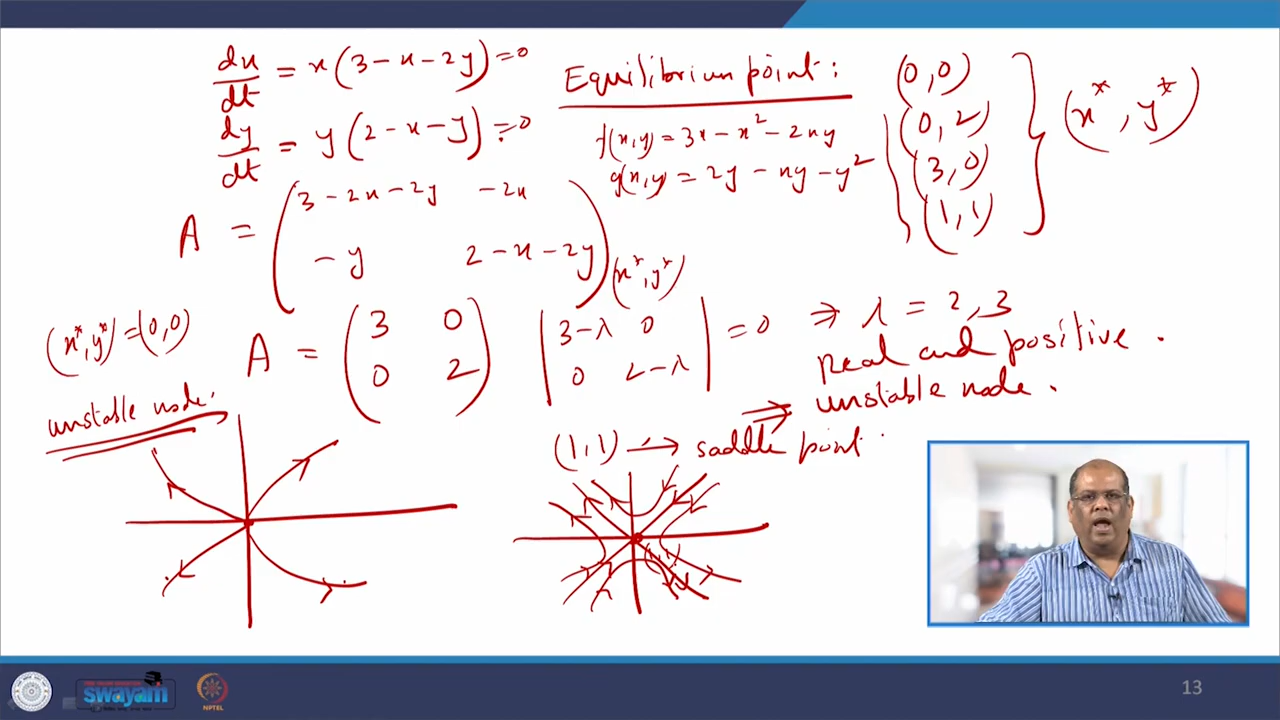 dx/dt = x(3-x-2y)=0
dy/dt = y(2-x-y)=0
Equilibrium point:
(0,0)
(0,2)
(3,0)
(1,1)
(x*, y*)
f(x,y) = 3x - x² - 2xy
g(x,y) = 2y - xy - y²
A = ( 3-2x-2y -2x
-y 2-x-2y )(x*,y*)
(x*,y*)=(0,0)
A = ( 3 0
0 2 )
| 3-λ 0
0 2-λ | = 0 ⇒ λ = 2,3
real and positive.
⇒ unstable node.
unstable node.
(1,1) → saddle point.
(1,1)
swayam
NPTEL
13